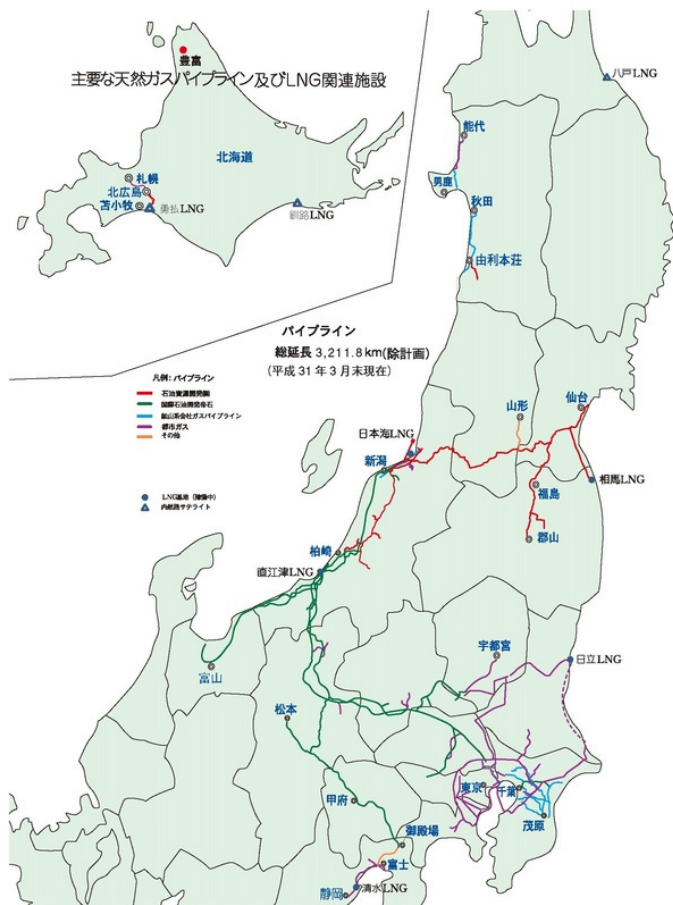 豊富
主要な天然ガスパイプライン及びLNG関連施設
八戸LNG
能代
北海道
男鹿
札幌
北広島
苫小牧
勇払LNG
釧路LNG
秋田
由利本荘
パイプライン
総延長 3,211.8 km(除計画)
(平成 31 年 3 月末現在)
凡例：パイプライン
石油資源開発㈱
国際石油開発帝石
鉱山系会社ガスパイプライン
都市ガス
その他
LNG基地（稼働中）
内航船サテライト
山形
仙台
日本海LNG
新潟
相馬LNG
福島
郡山
柏崎
直江津LNG
宇都宮
日立LNG
富山
松本
東京
千葉
甲府
茂原
御殿場
富士
清水LNG
静岡